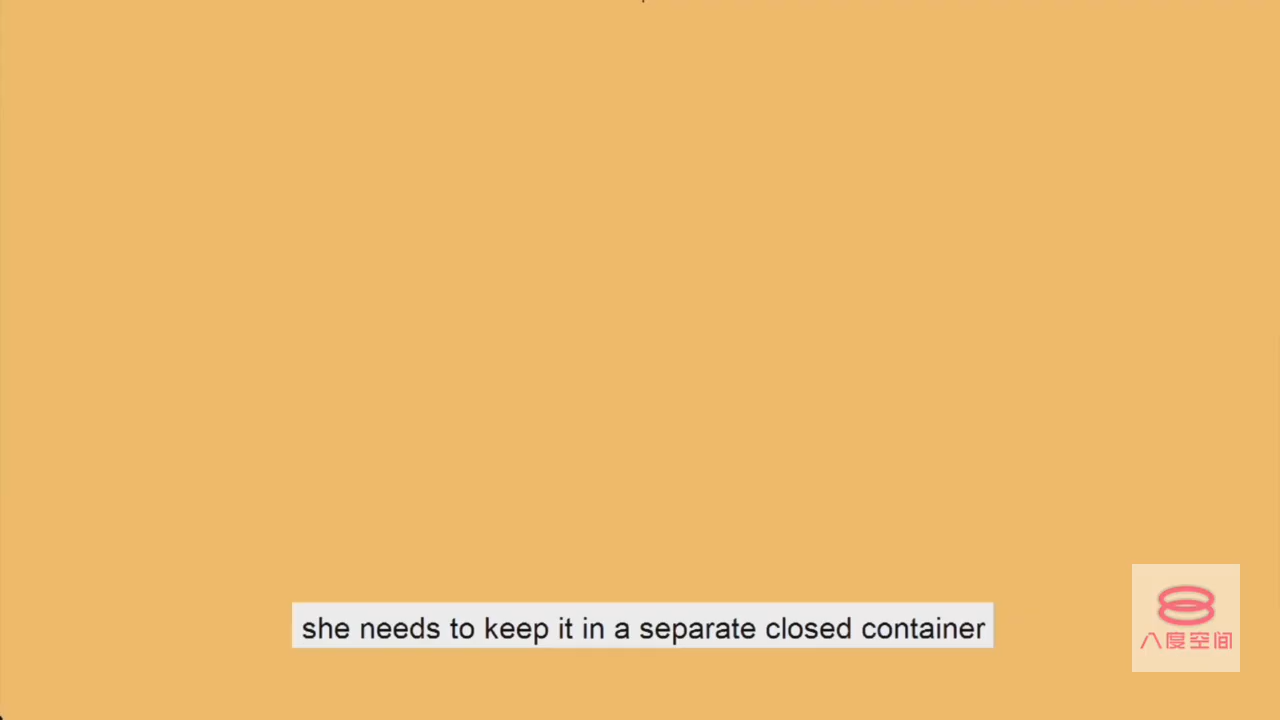 she needs to keep it in a separate closed container
八度空间